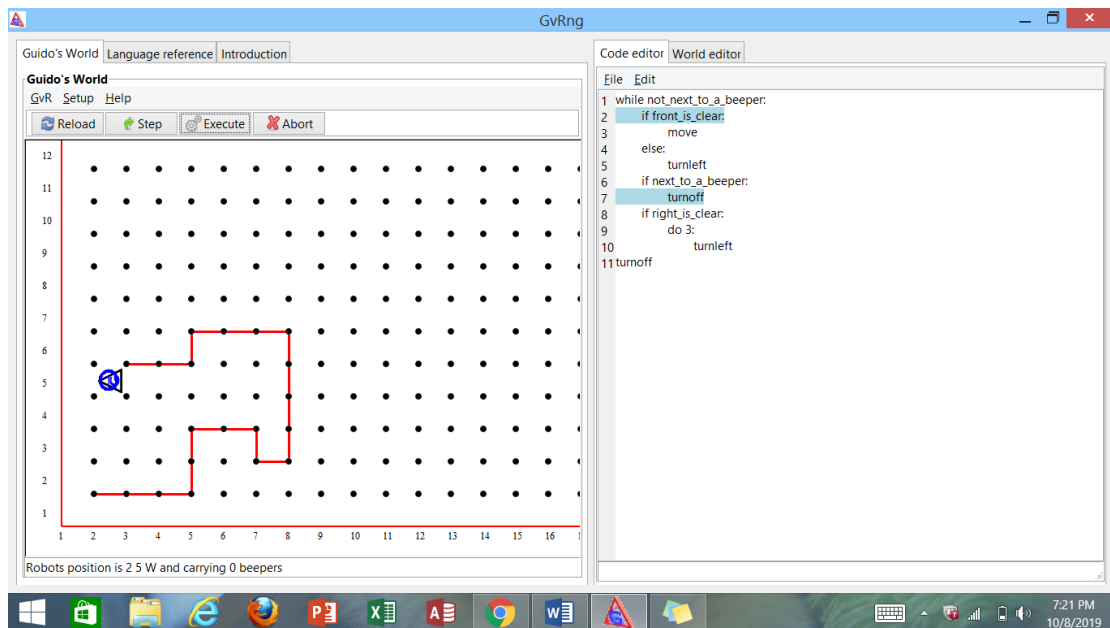 GvRng
Guido's World Language reference Introduction
Guido's World
GvR Setup Help
Reload Step Execute Abort
12
11
10
9
8
7
6
5
4
3
2
1
1 2 3 4 5 6 7 8 9 10 11 12 13 14 15 16
Robots position is 2 5 W and carrying 0 beepers
Code editor World editor
File Edit
1 while not_next_to_a_beeper:
2 if front_is_clear:
3 move
4 else:
5 turnleft
6 if next_to_a_beeper:
7 turnoff
8 if right_is_clear:
9 do 3:
10 turnleft
11 turnoff
7:21 PM
10/8/2019